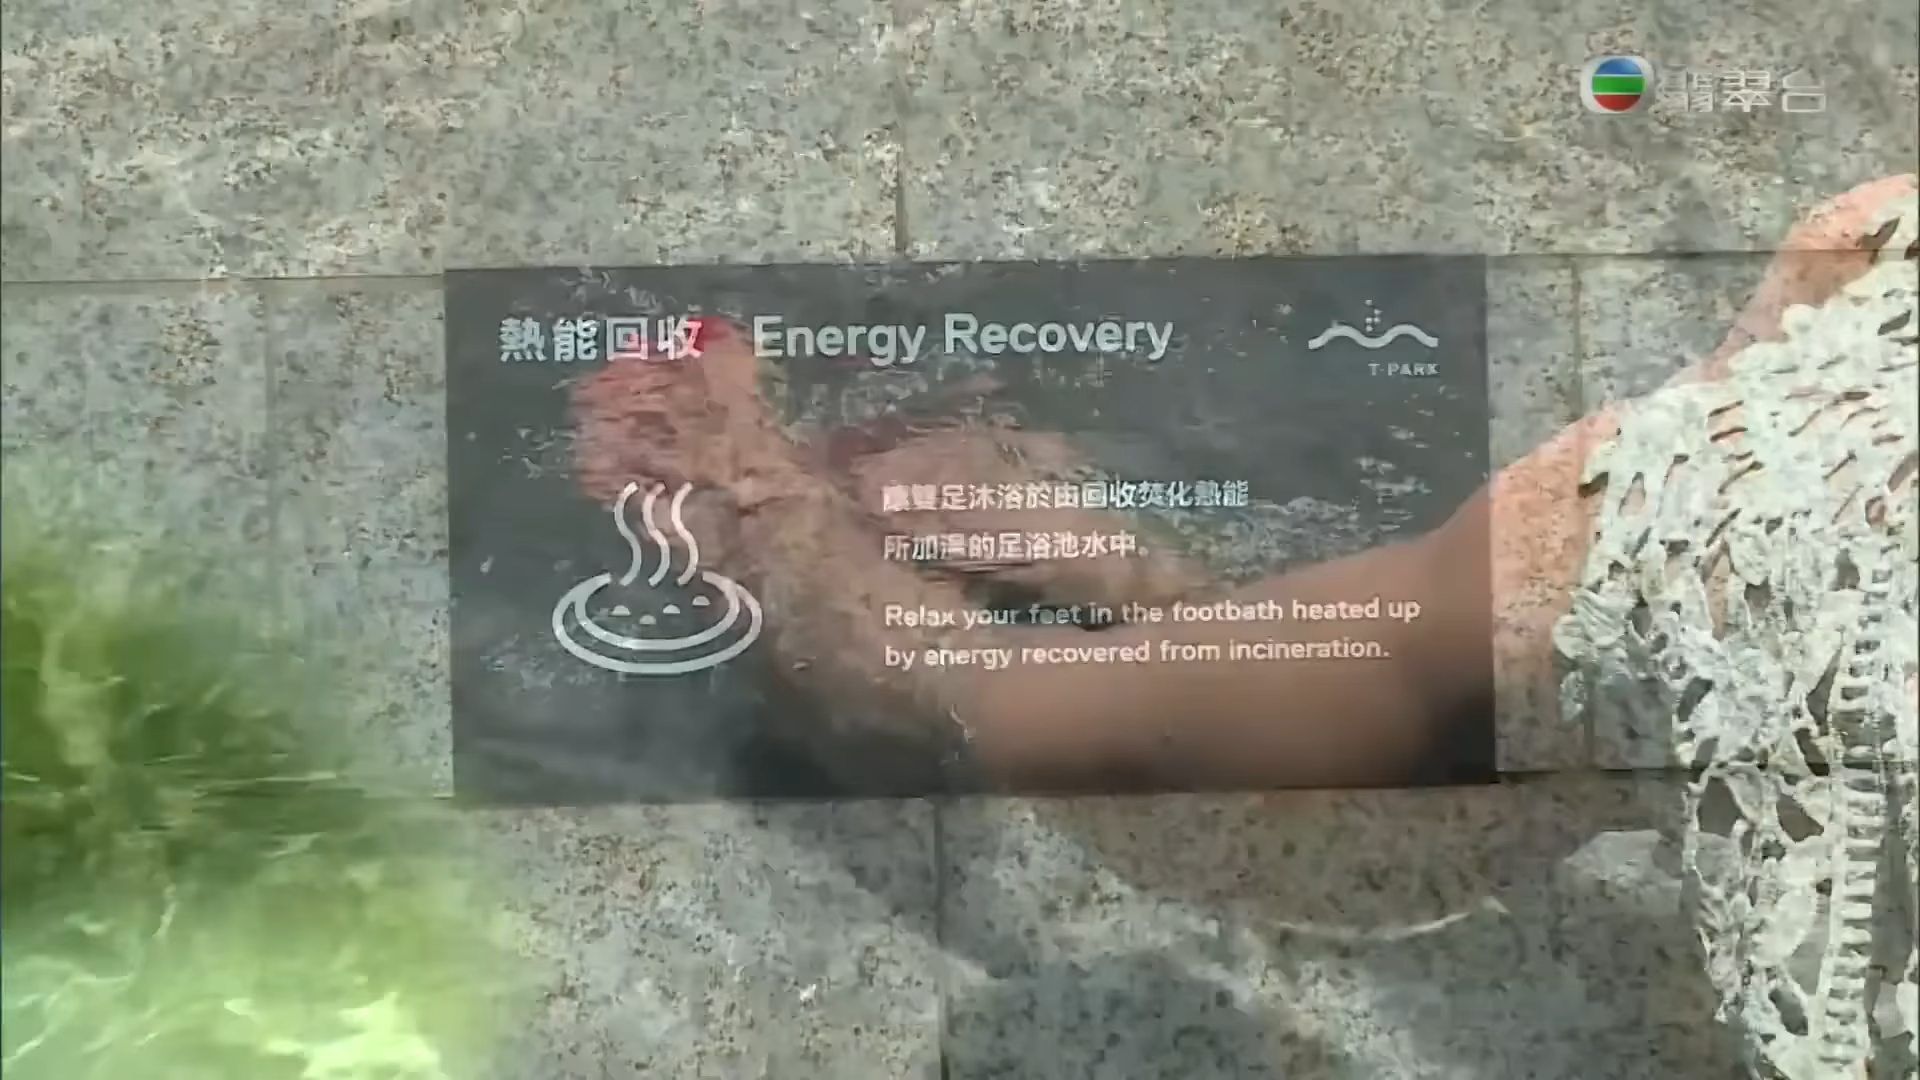 翡翠台
熱能回收 Energy Recovery
T·PARK
讓雙足沐浴於由回收焚化熱能
所加溫的足浴池水中。
Relax your feet in the footbath heated up
by energy recovered from incineration.